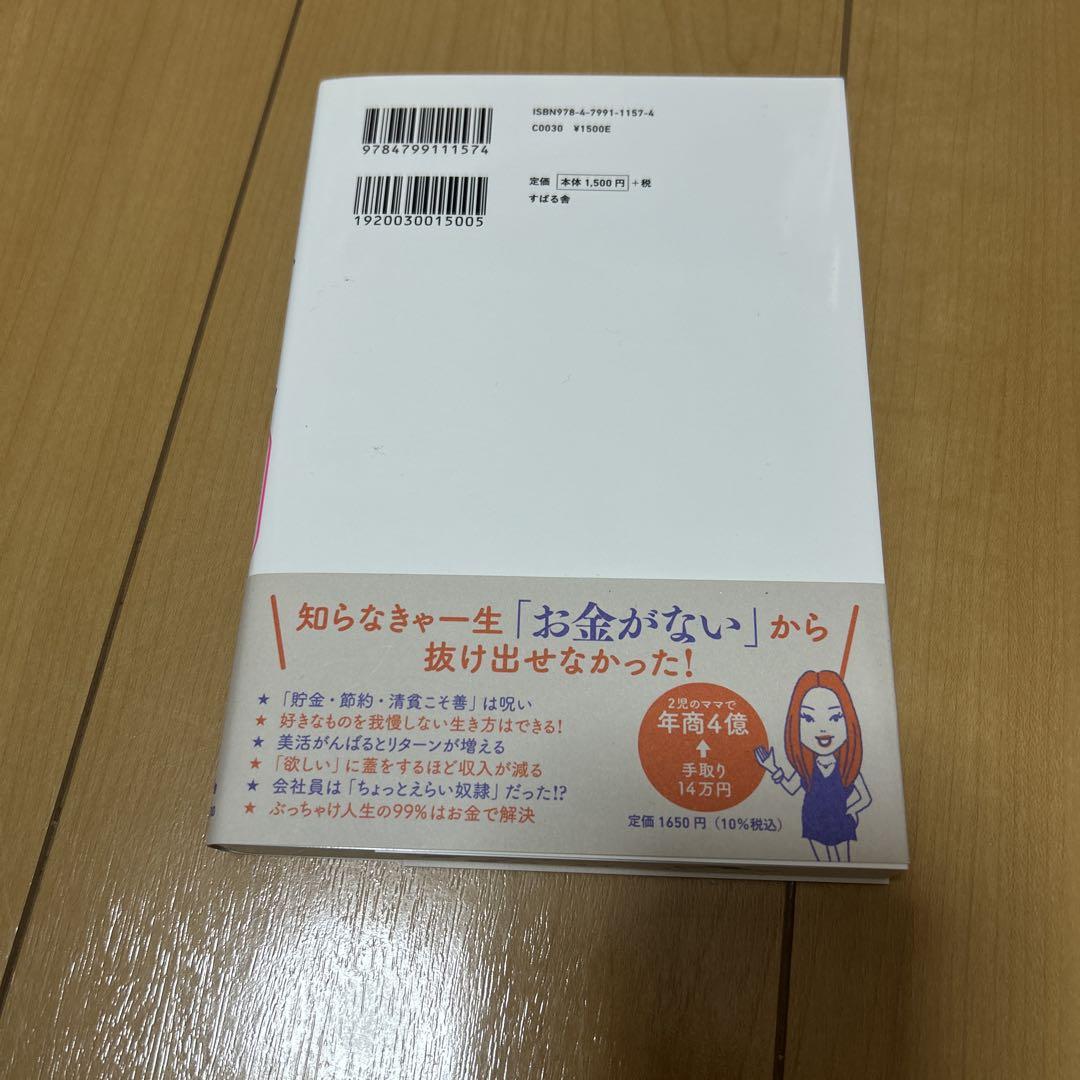 ISBN978-4-7991-1157-4
C0030 ¥1500E
9784799111574
定価 本体 1,500 円 +税
すばる舎
1920030015005
知らなきゃ一生「お金がない」から
抜け出せなかった!
★ 「貯金・節約・清貧こそ善」は呪い
★ 好きなものを我慢しない生き方はできる!
★ 美活がんばるとリターンが増える
★ 「欲しい」に蓋をするほど収入が減る
★ 会社員は「ちょっとえらい奴隷」だった!?
★ ぶっちゃけ人生の99%はお金で解決
2児のママで
年商4億
↑
手取り
14万円
定価1650円(10%税込)